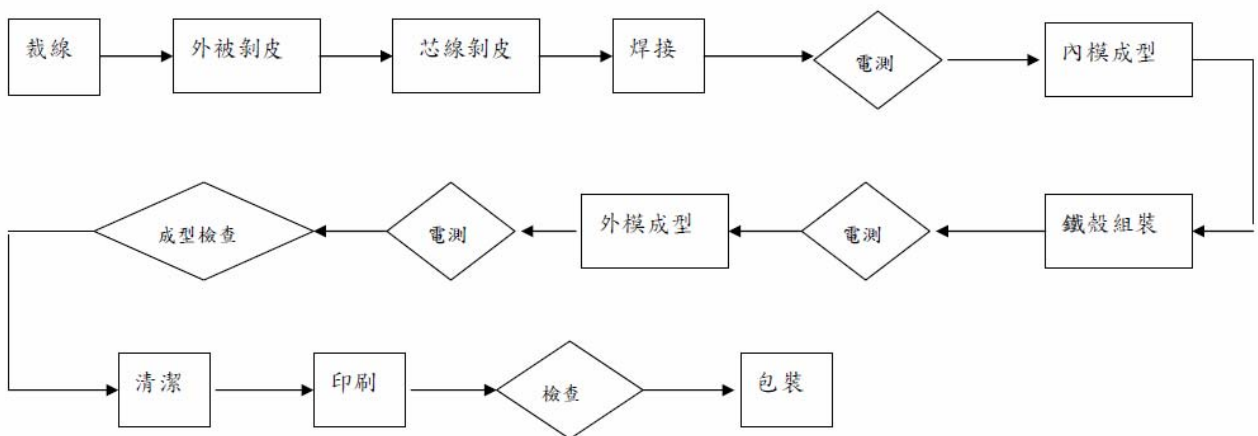 裁線
外被剝皮
芯線剝皮
焊接
電測
內模成型
鐵殼組裝
電測
外模成型
電測
成型檢查
清潔
印刷
檢查
包裝